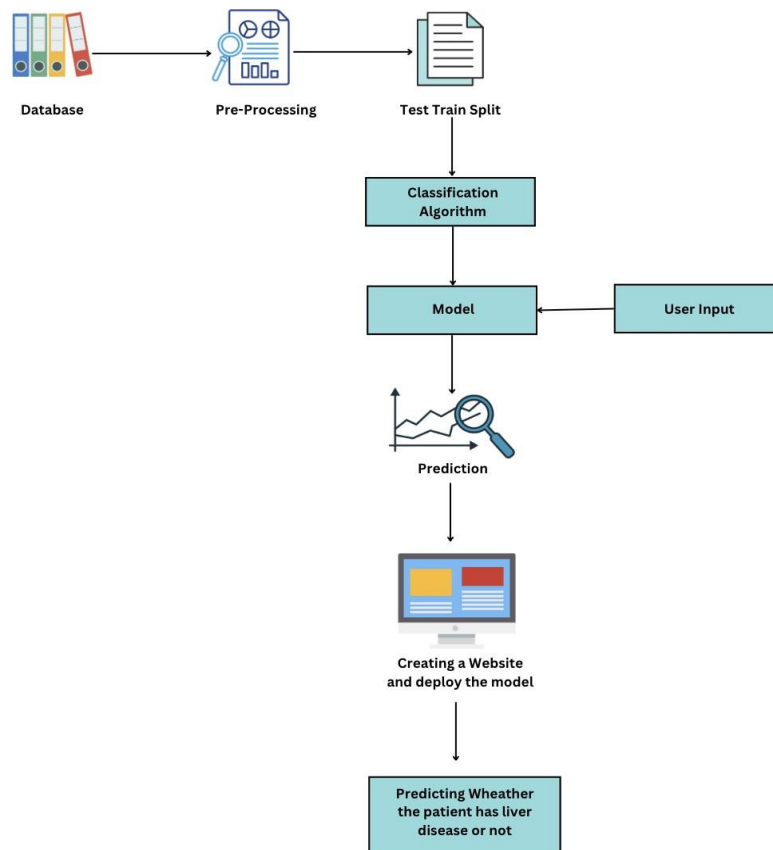 Database
Pre-Processing
Test Train Split
Classification
Algorithm
Model
User Input
Prediction
Creating a Website
and deploy the model
Predicting Wheather
the patient has liver
disease or not